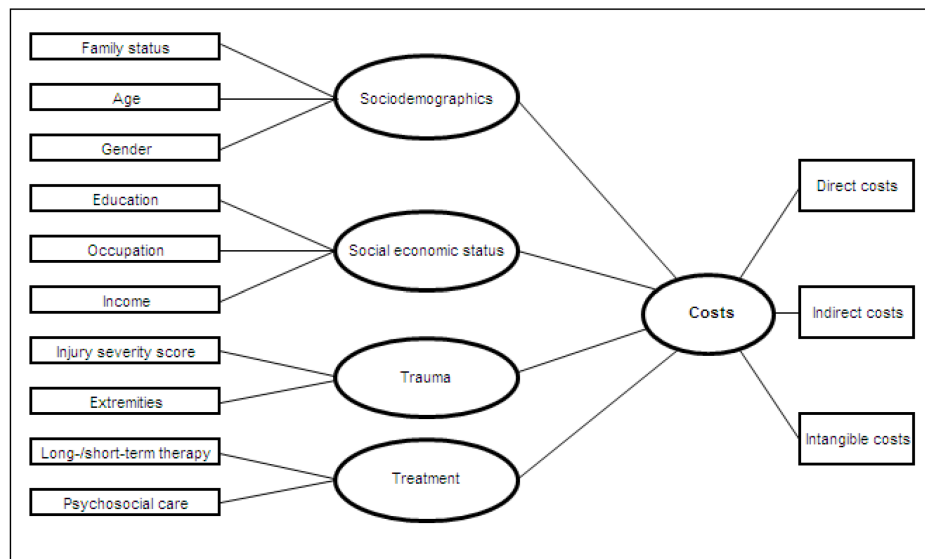 Family status
Age
Gender
Education
Occupation
Income
Injury severity score
Extremities
Long-/short-term therapy
Psychosocial care
Sociodemographics
Social economic status
Trauma
Treatment
Costs
Direct costs
Indirect costs
Intangible costs